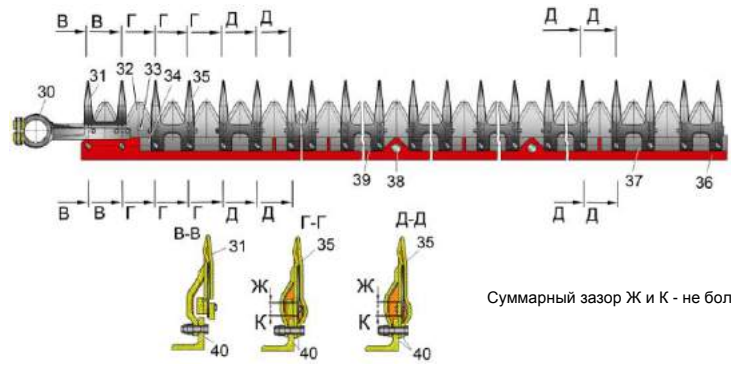 В В Г Г Г Д Д Д Д
31 32 33 34 35
30
39 38 37 36
В В Г Г Г Д Д Д Д
В-В Г-Г Д-Д
31 35 35
Ж Ж
Суммарный зазор Ж и К - не бол
К К
40 40 40